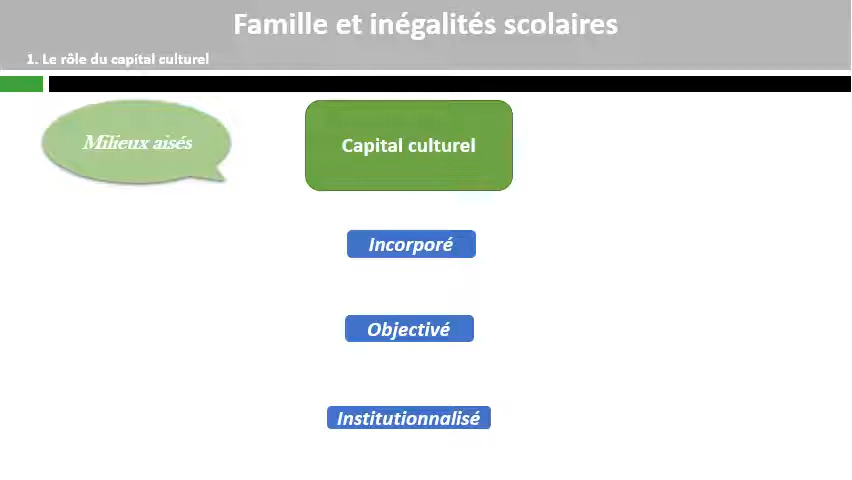 Famille et inégalités scolaires
1. Le rôle du capital culturel
Milieux aisés
Capital culturel
Incorporé
Objectivé
Institutionnalisé